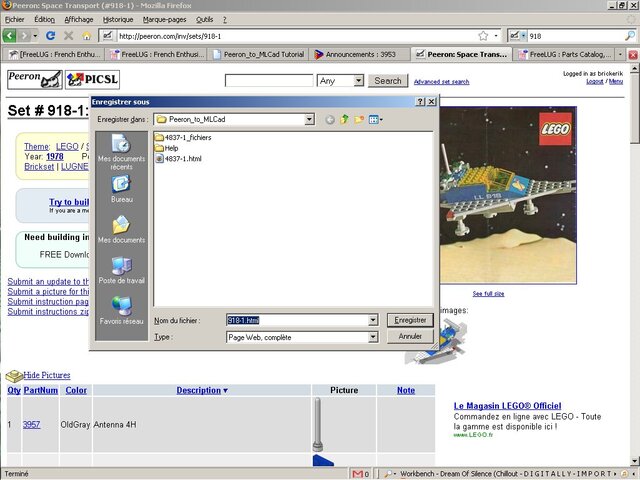 Peeron: Space Transport (#918-1) - Mozilla Firefox
Fichier Édition Affichage Historique Marque-pages Outils ?
http://peeron.com/inv/sets/918-1
918
[FreeLUG : French Enthu...
FreeLUG : French Enthusi...
Peeron_to_MLCad Tutorial
Announcements : 3953
Peeron: Space Trans...
FreeLUG : Parts Catalog, ...
Logged in as brickerik
Logout / Menu
Peeron
PICSL
Any
Search
Advanced set search
Set # 918-1:
Theme: LEGO / S
Year: 1978
Brickset | LUGNE
Try to buil
If you are a me
Need building in
FREE Downlo
Submit an update to th
Submit a picture for thi
Submit instruction pag
Submit instructions zip
Enregistrer sous
Enregistrer dans :
Peeron_to_MLCad
Mes documents récents
Bureau
Mes documents
Poste de travail
Favoris réseau
4837-1_fichiers
Help
4837-1.html
Nom du fichier :
918-1.html
Enregistrer
Type :
Page Web, complète
Annuler
LEGO
LL 918
See full size
images:
Hide Pictures
Qty PartNum Color Description Picture Note
1 3957 OldGray Antenna 4H
Le Magasin LEGO® Officiel
Commandez en ligne avec LEGO - Toute
la gamme est disponible ici !
www.LEGO.fr
Terminé
0
Workbench - Dream Of Silence (Chillout - D I G I T A L L Y - I M P O R T